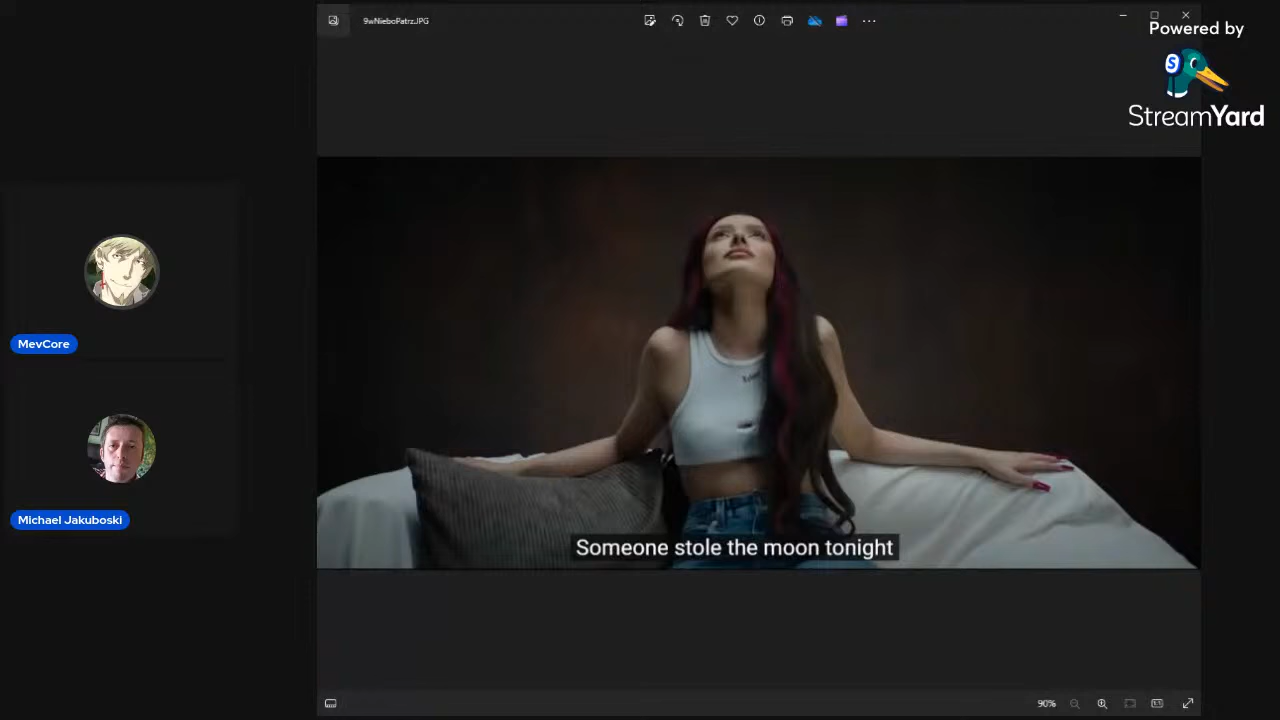 9wNieboPatrz.JPG
Powered by
S
StreamYard
MevCore
Michael Jakuboski
Someone stole the moon tonight
90%